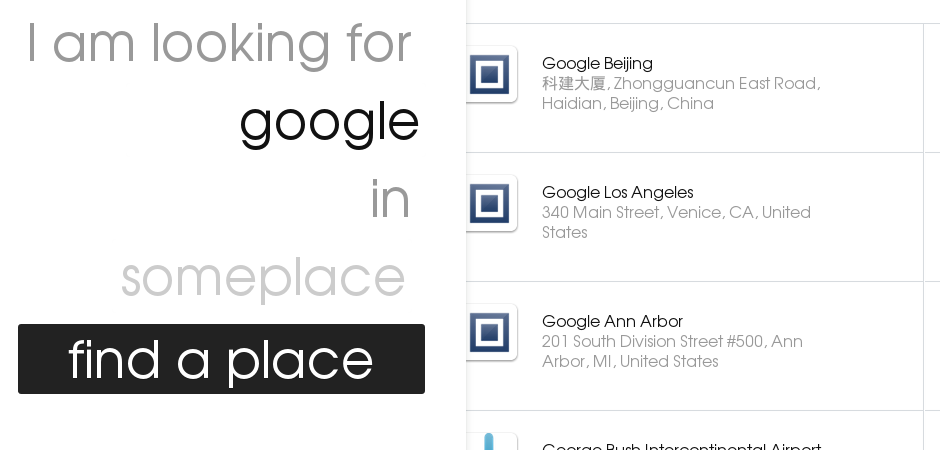 I am looking for
google
in
someplace
find a place
Google Beijing
科建大厦, Zhongguancun East Road,
Haidian, Beijing, China
Google Los Angeles
340 Main Street, Venice, CA, United
States
Google Ann Arbor
201 South Division Street #500, Ann
Arbor, MI, United States
George Bush Intercontinental Airport